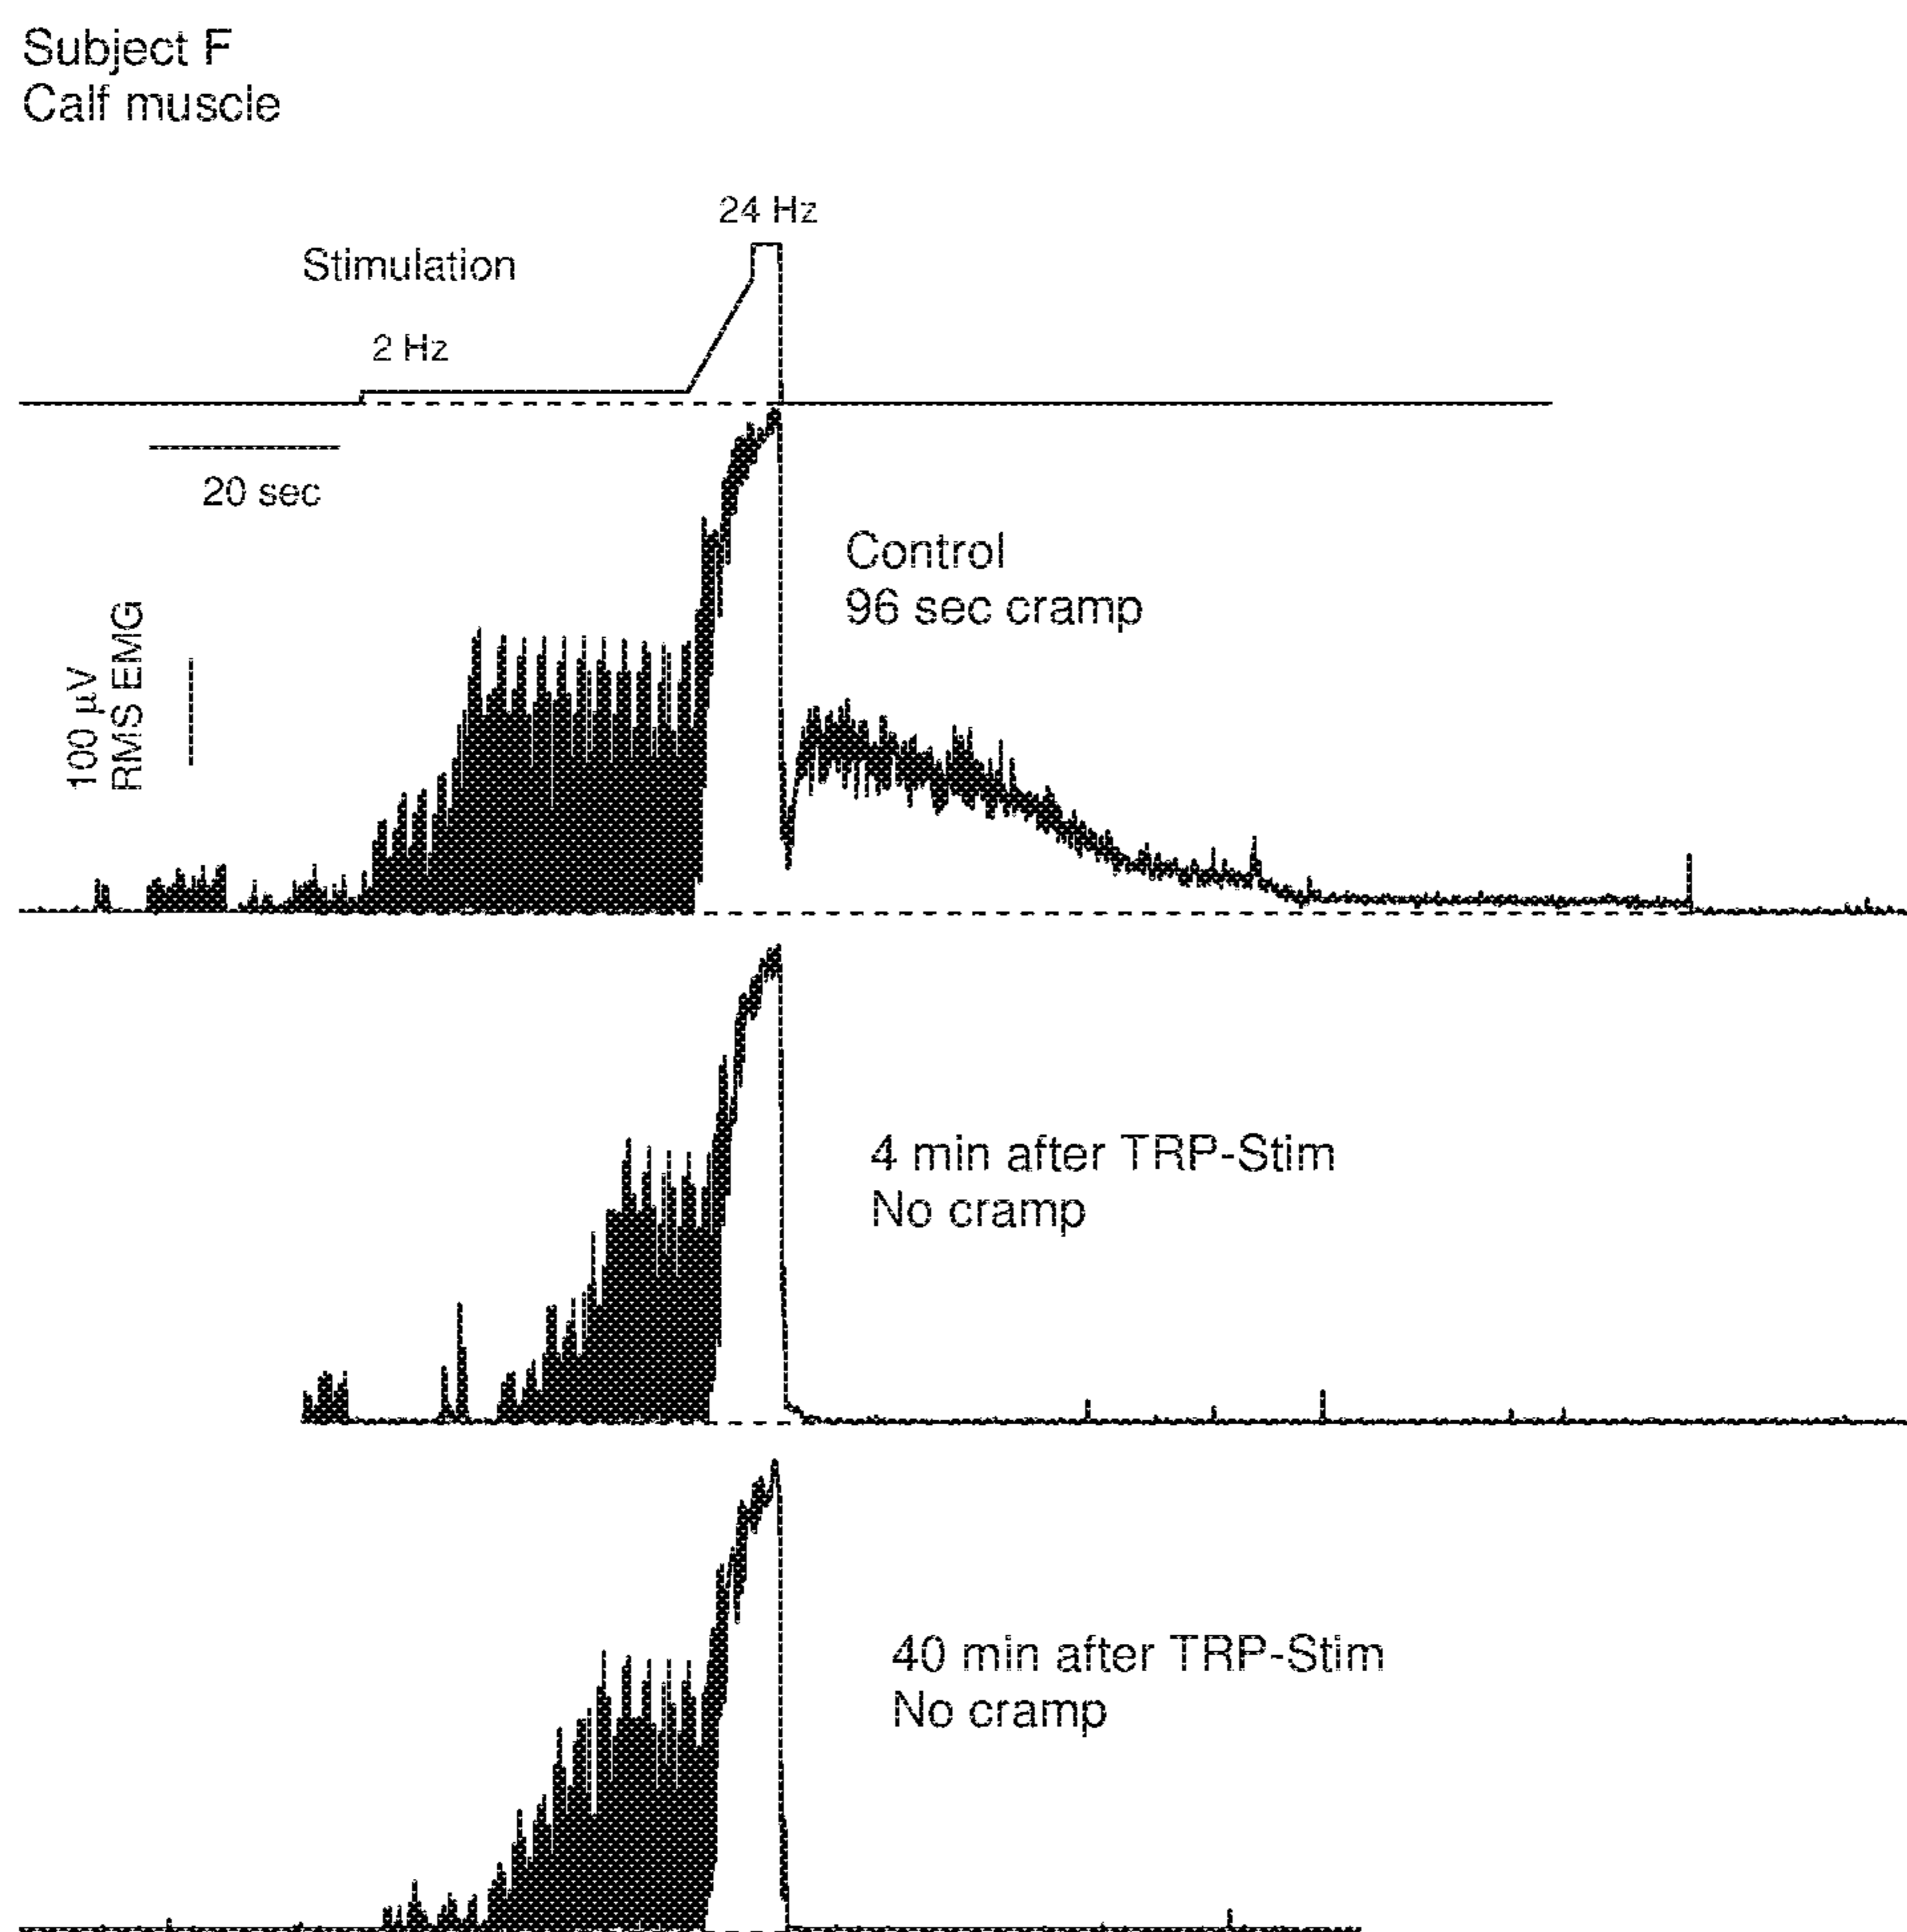 Subject F
Calf muscle
24 Hz
Stimulation
2 Hz
20 sec
Control
96 sec cramp
100 µV
RMS EMG
4 min after TRP-Stim
No cramp
40 min after TRP-Stim
No cramp